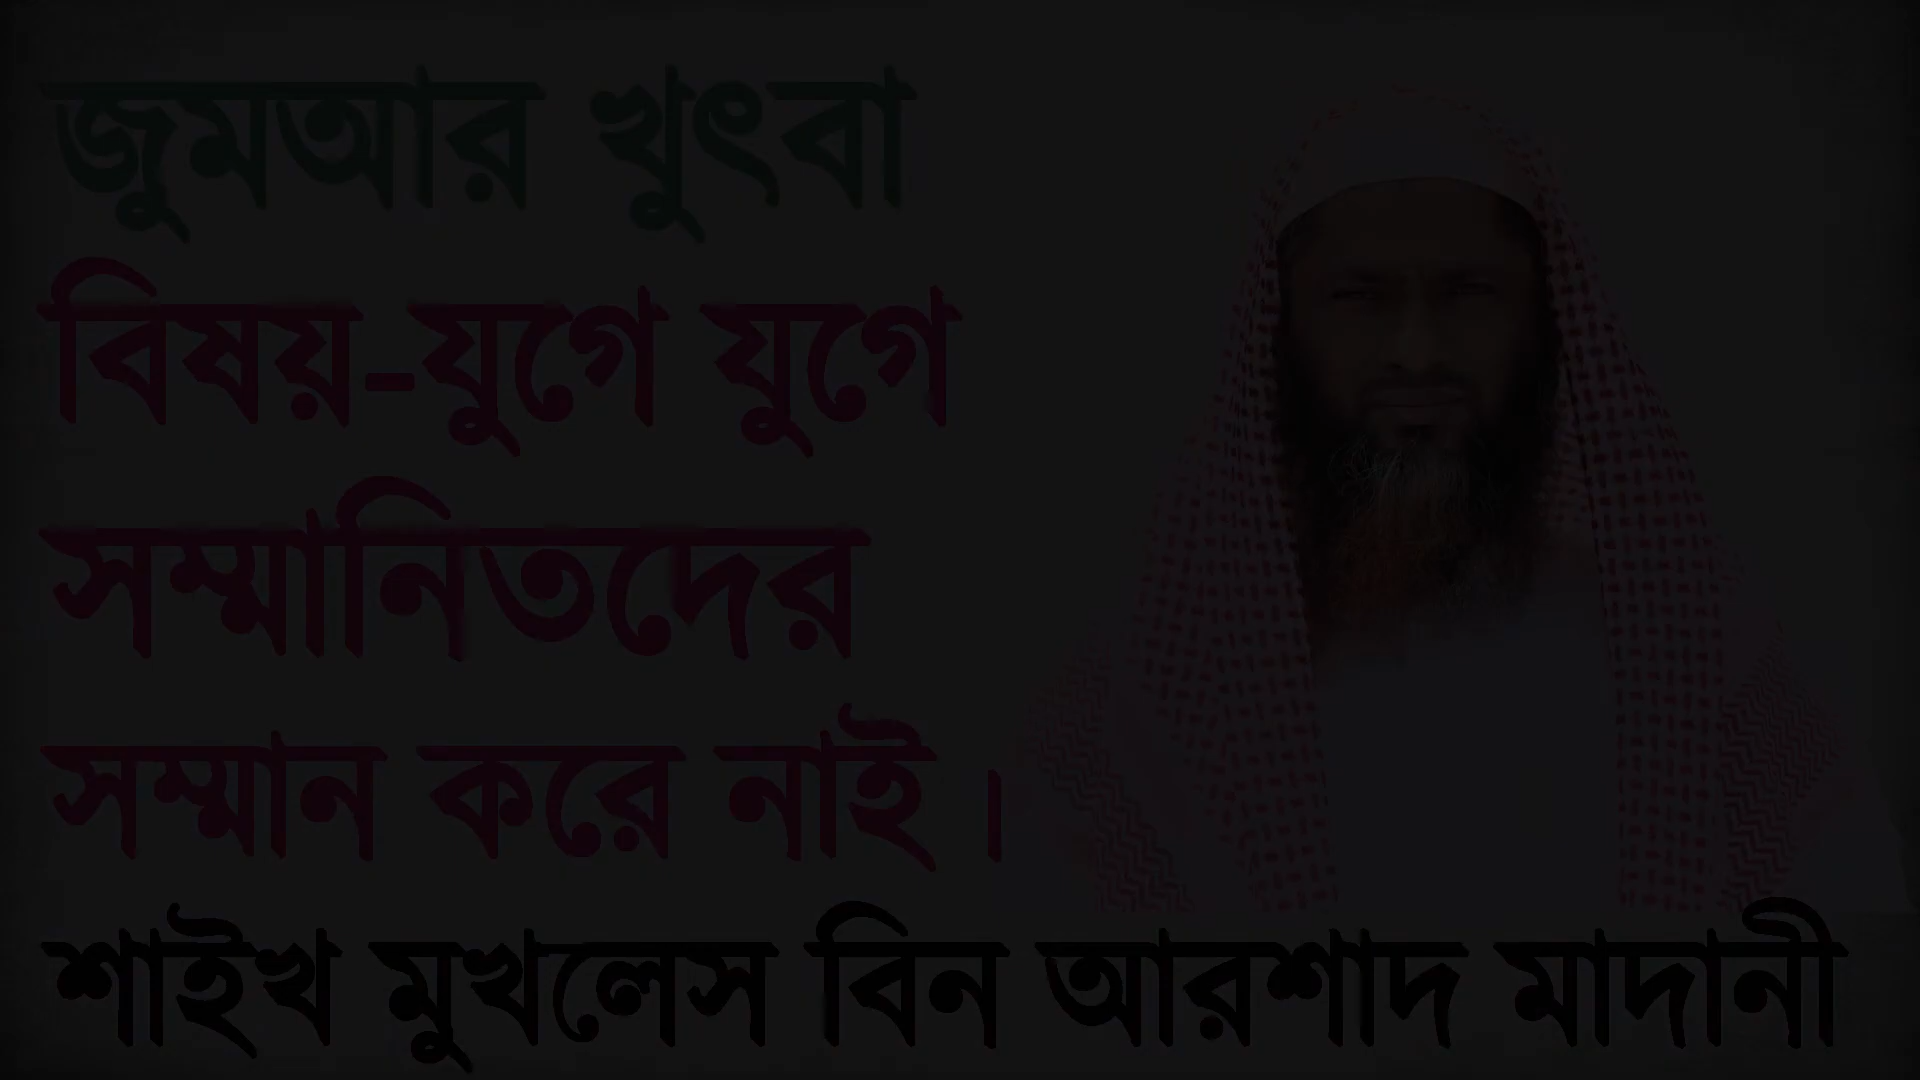 জুমআর খুৎবা
বিষয়-যুগে যুগে
সম্মানিতদের
সম্মান করে নাই।
শাইখ মুখলেস বিন আরশাদ মাদানী